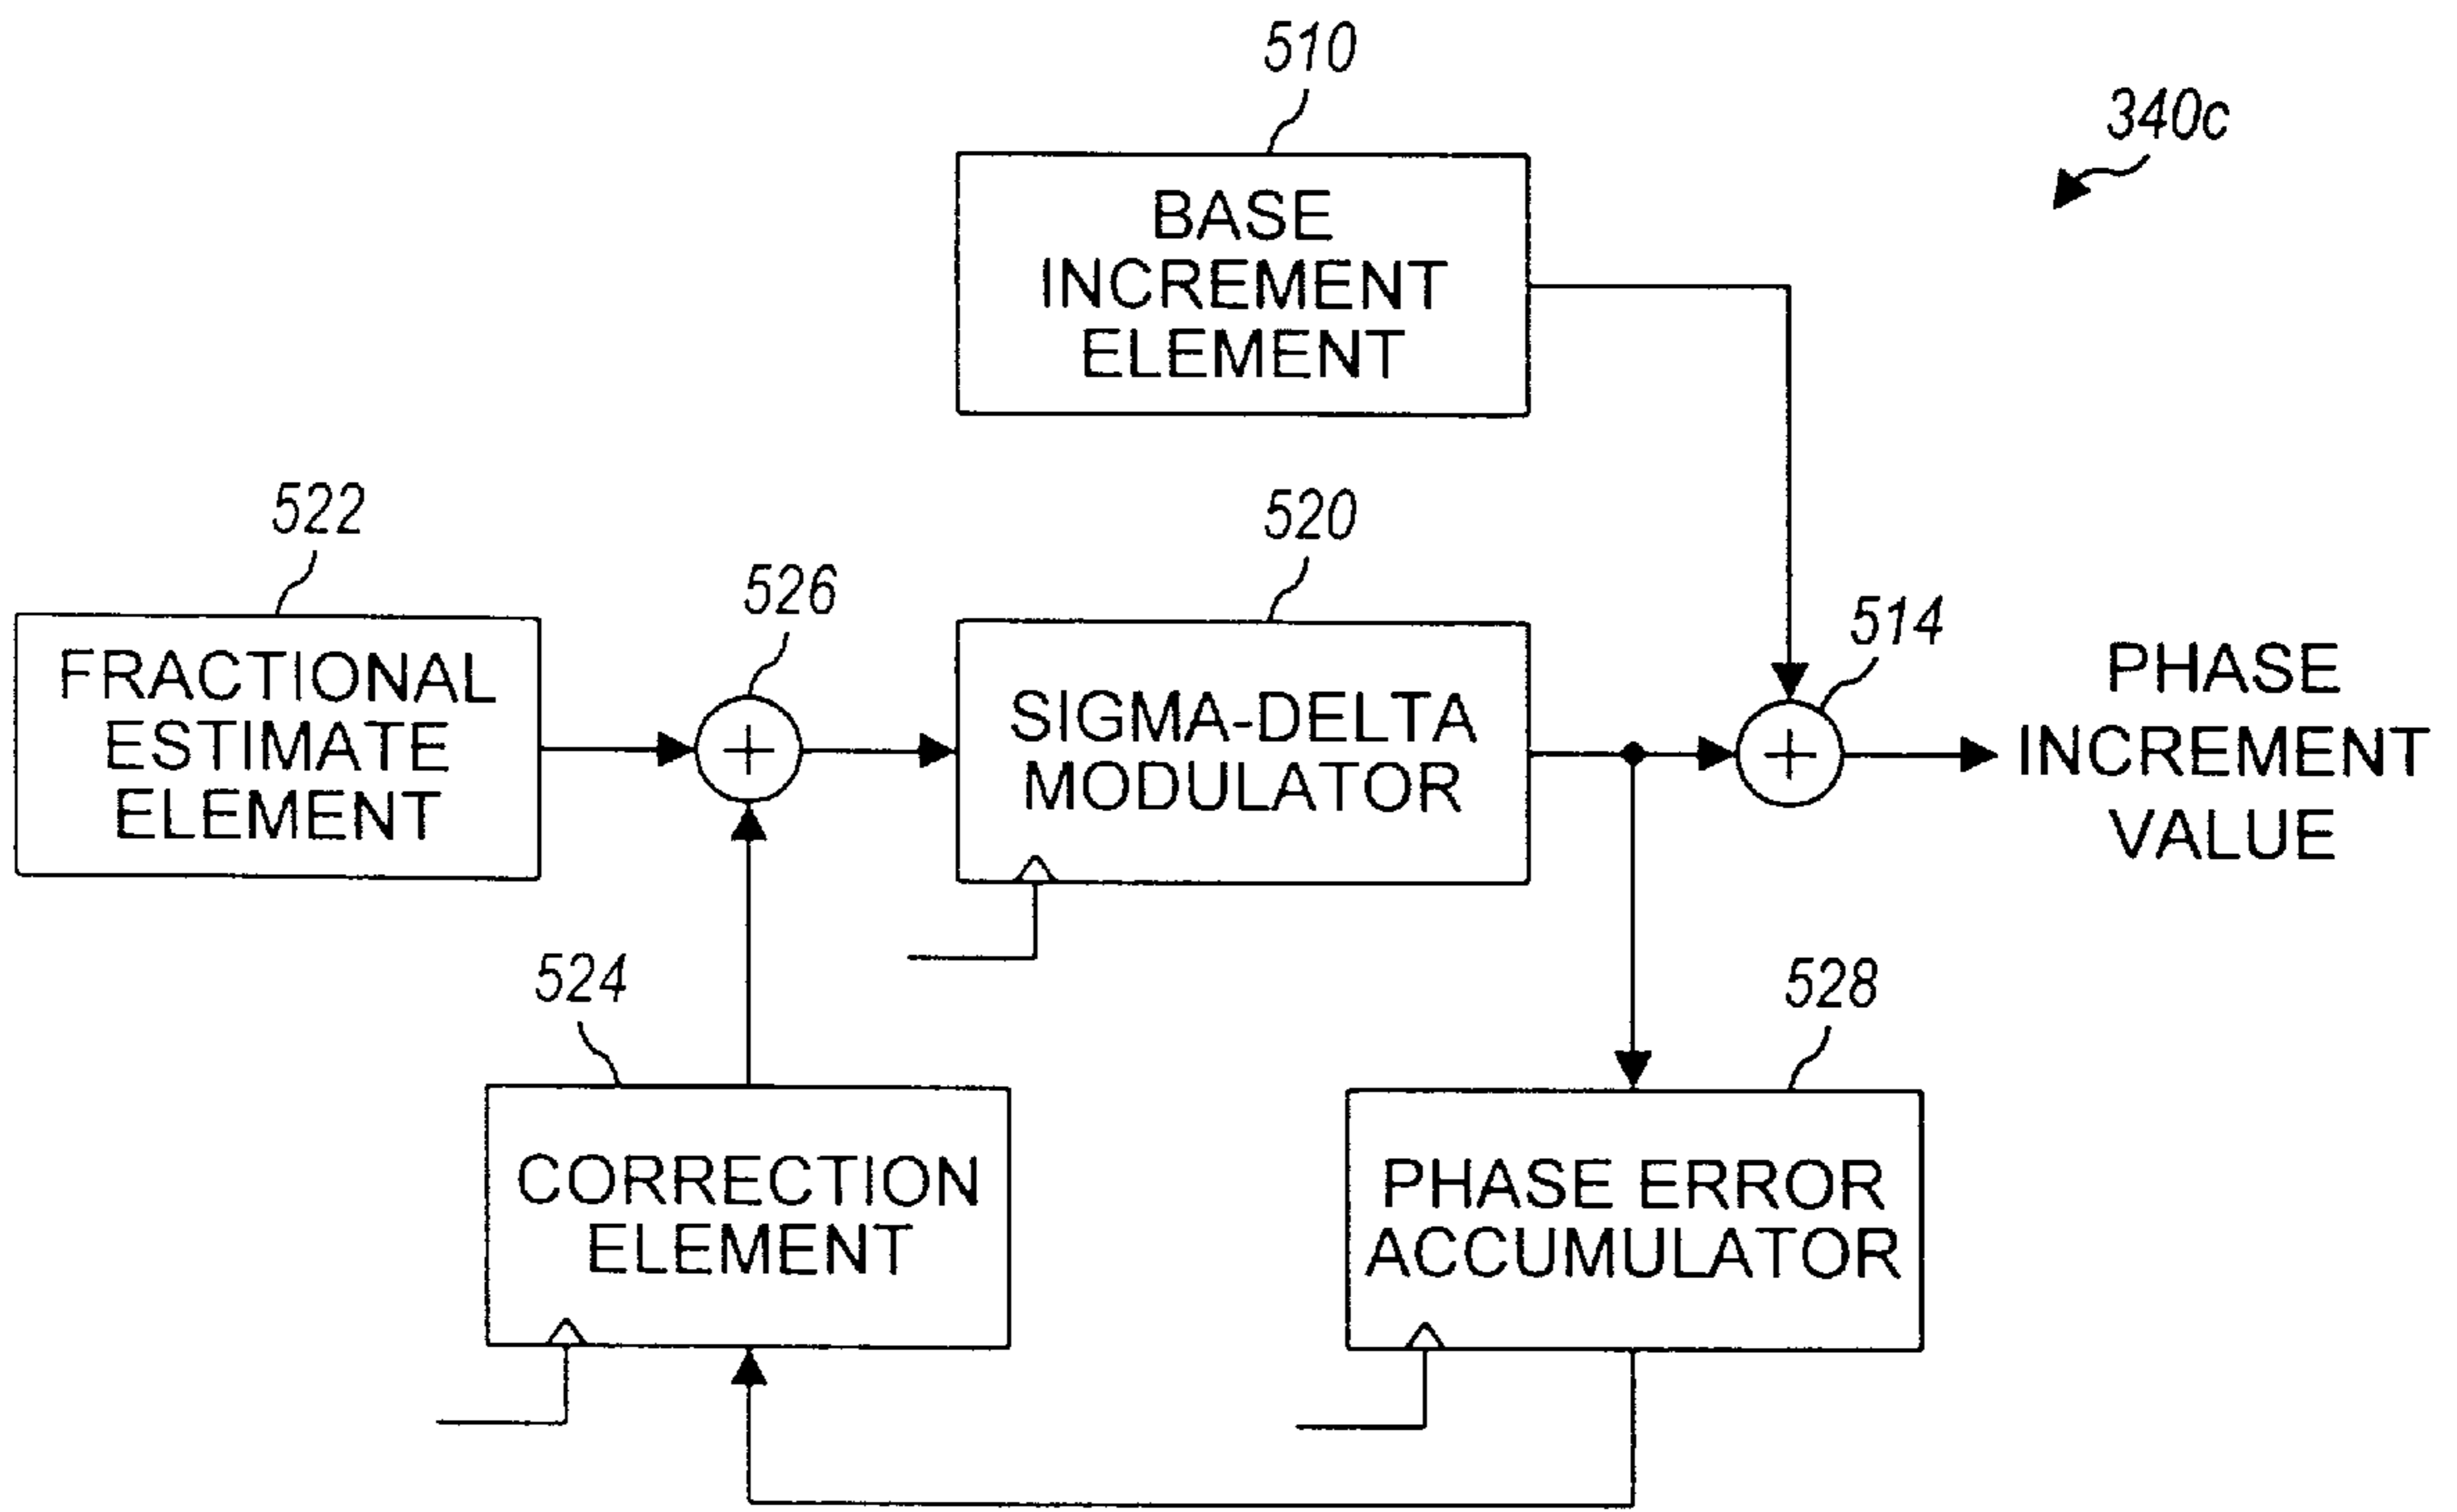 510
340c
BASE
INCREMENT
ELEMENT
522
520
526
514
FRACTIONAL
ESTIMATE
ELEMENT
SIGMA-DELTA
MODULATOR
PHASE
INCREMENT
VALUE
524
528
CORRECTION
ELEMENT
PHASE ERROR
ACCUMULATOR